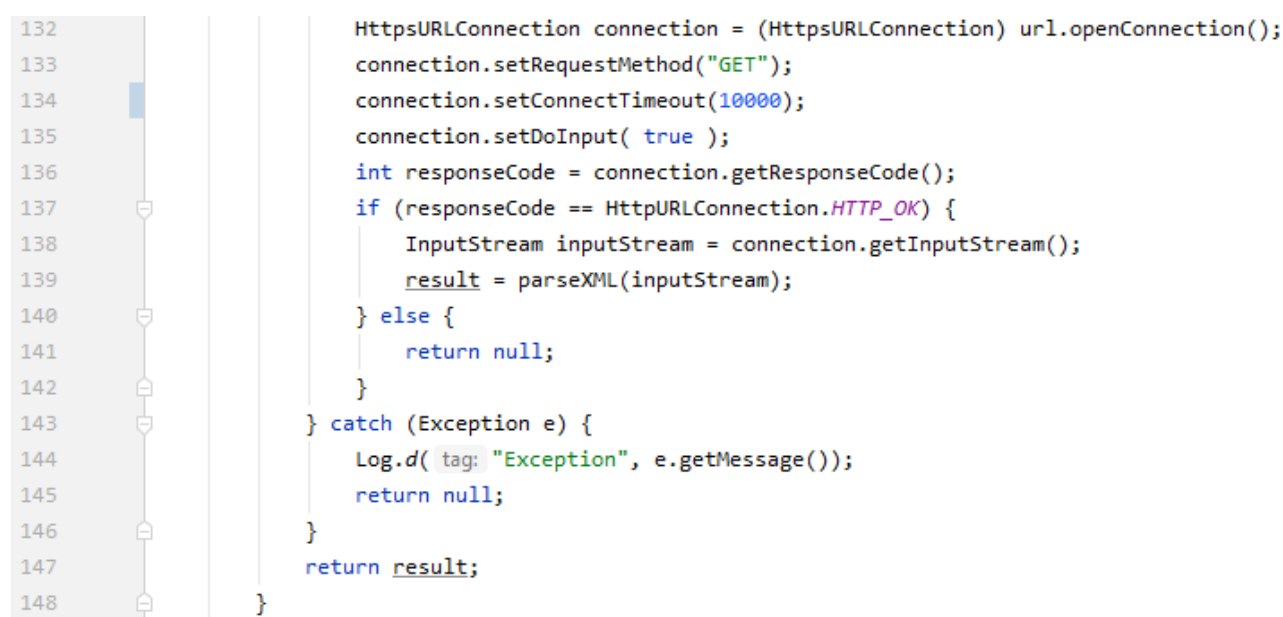 132 HttpsURLConnection connection = (HttpsURLConnection) url.openConnection();
133 connection.setRequestMethod("GET");
134 connection.setConnectTimeout(10000);
135 connection.setDoInput( true );
136 int responseCode = connection.getResponseCode();
137 if (responseCode == HttpURLConnection.HTTP_OK) {
138 InputStream inputStream = connection.getInputStream();
139 result = parseXML(inputStream);
140 } else {
141 return null;
142 }
143 } catch (Exception e) {
144 Log.d( tag: "Exception", e.getMessage());
145 return null;
146 }
147 return result;
148 }